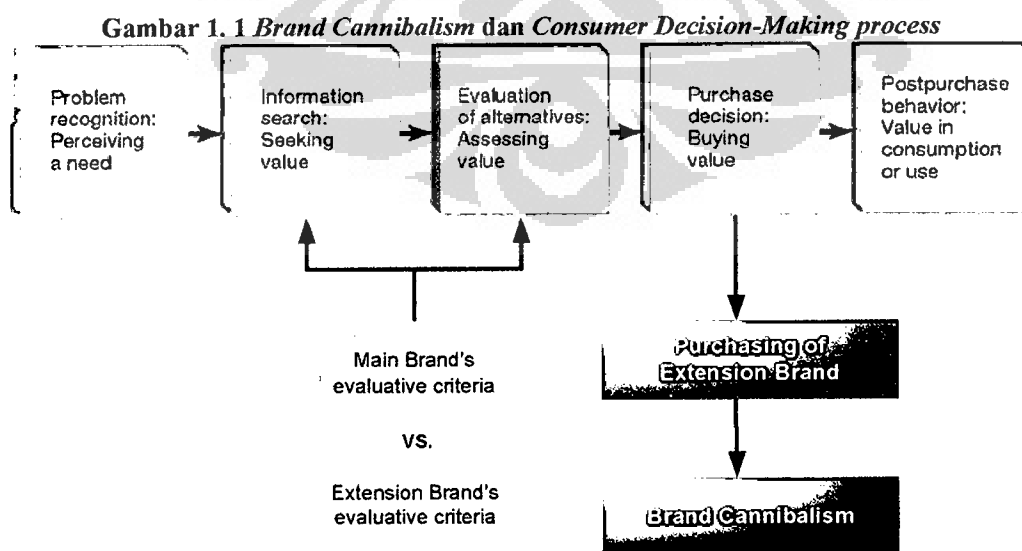 Gambar 1. 1 Brand Cannibalism dan Consumer Decision-Making process
Problem
recognition:
Perceiving
a need
Information
search:
Seeking
value
Evaluation
of alternatives:
Assessing
value
Purchase
decision:
Buying
value
Postpurchase
behavior:
Value in
consumption
or use
Main Brand's
evaluative criteria
VS.
Extension Brand's
evaluative criteria
Purchasing of
Extension Brand
Brand Cannibalism